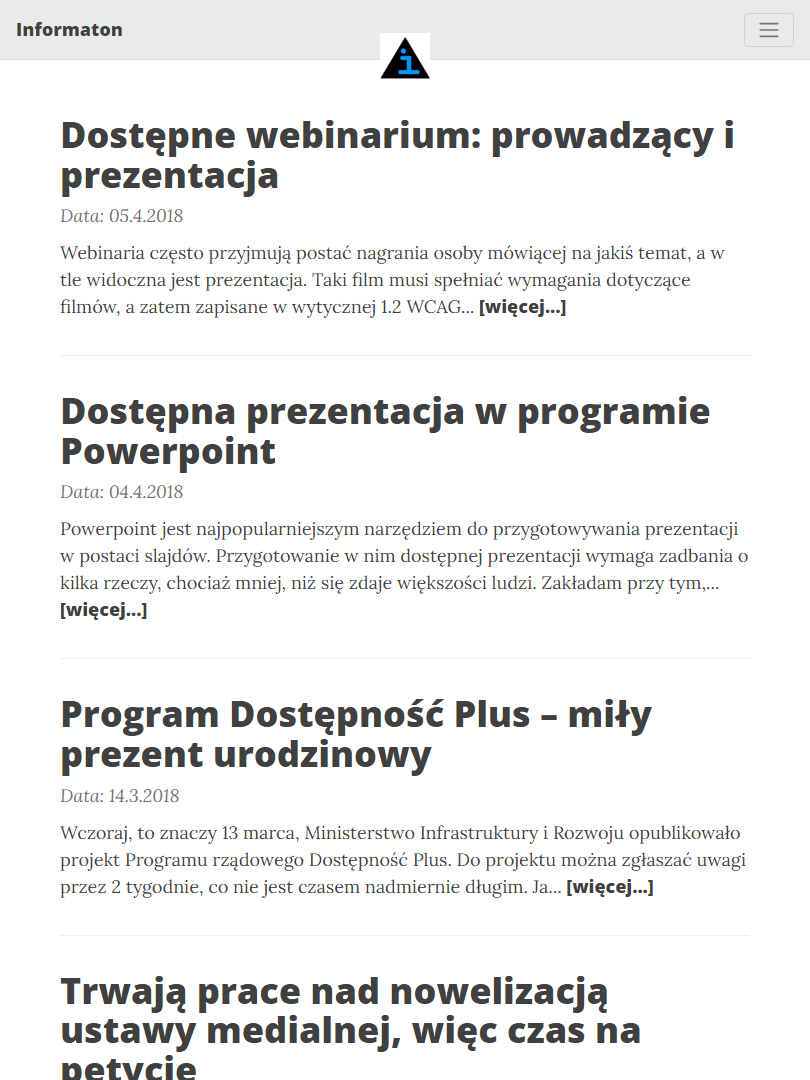 Informaton
i
Dostępne webinarium: prowadzący i
prezentacja
Data: 05.4.2018
Webinaria często przyjmują postać nagrania osoby mówiącej na jakiś temat, a w
tle widoczna jest prezentacja. Taki film musi spełniać wymagania dotyczące
filmów, a zatem zapisane w wytycznej 1.2 WCAG... [więcej...]
Dostępna prezentacja w programie
Powerpoint
Data: 04.4.2018
Powerpoint jest najpopularniejszym narzędziem do przygotowywania prezentacji
w postaci slajdów. Przygotowanie w nim dostępnej prezentacji wymaga zadbania o
kilka rzeczy, chociaż mniej, niż się zdaje większości ludzi. Zakładam przy tym,...
[więcej...]
Program Dostępność Plus – miły
prezent urodzinowy
Data: 14.3.2018
Wczoraj, to znaczy 13 marca, Ministerstwo Infrastruktury i Rozwoju opublikowało
projekt Programu rządowego Dostępność Plus. Do projektu można zgłaszać uwagi
przez 2 tygodnie, co nie jest czasem nadmiernie długim. Ja... [więcej...]
Trwają prace nad nowelizacją
ustawy medialnej, więc czas na
petycje